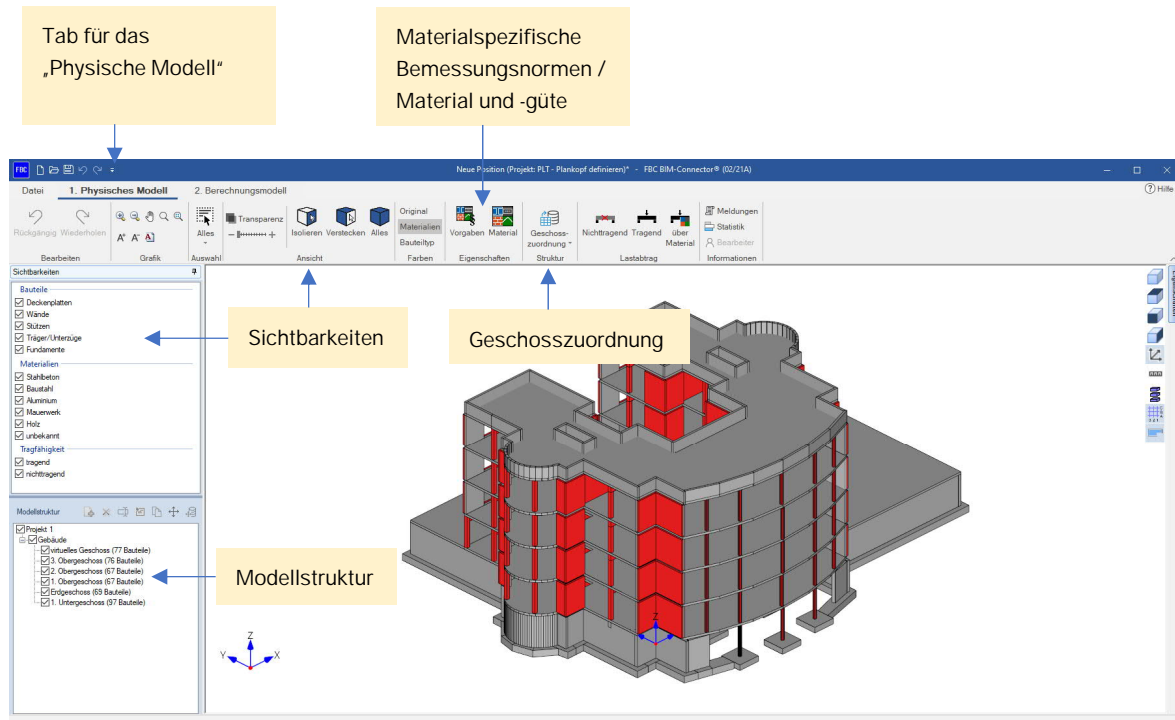 Tab für das
„Physische Modell“
Materialspezifische
Bemessungsnormen /
Material und -güte
FBC
Neue Position (Projekt: PLT - Plankopf definieren)* - FBC BIM-Connector® (02/21A)
Datei 1. Physisches Modell 2. Berechnungsmodell
? Hilfe
Rückgängig Wiederholen
A+ A- A
Alles
Transparenz
Isolieren Verstecken Alles
Original
Materialien
Bauteiltyp
Vorgaben Material
Geschoss-
zuordnung
Nichttragend Tragend über
Material
Meldungen
Statistik
Bearbeiter
Bearbeiten Grafik Auswahl Ansicht Farben Eigenschaften Struktur Lastabtrag Informationen
Sichtbarkeiten
Bauteile
Deckenplatten
Wände
Stützen
Träger/Unterzüge
Fundamente
Materialien
Stahlbeton
Baustahl
Aluminium
Mauerwerk
Holz
unbekannt
Tragfähigkeit
tragend
nichttragend
Sichtbarkeiten
Geschosszuordnung
Modellstruktur
Projekt 1
Gebäude
virtuelles Geschoss (77 Bauteile)
3. Obergeschoss (76 Bauteile)
2. Obergeschoss (67 Bauteile)
1. Obergeschoss (67 Bauteile)
Erdgeschoss (69 Bauteile)
1. Untergeschoss (97 Bauteile)
Modellstruktur
Z
Y X
Z